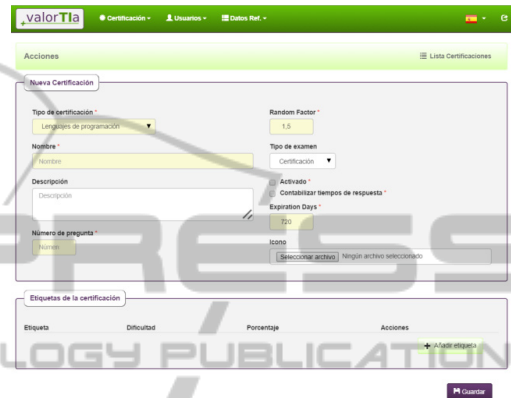 valorTIa
Certificación Usuarios Datos Ref.
Acciones Lista Certificaciones
Nueva Certificación
Tipo de certificación *
Lenguajes de programación
Nombre *
Nombre
Descripción
Descripción
Número de pregunta *
Número
Random Factor *
1,5
Tipo de examen
Certificación
Activado *
Contabilizar tiempos de respuesta *
Expiration Days *
720
Icono
Seleccionar archivo Ningún archivo seleccionado
Etiquetas de la certificación
Etiqueta Dificultad Porcentaje Acciones
+ Añadir etiqueta
Guardar
PRESS
LOGY PUBLICATION